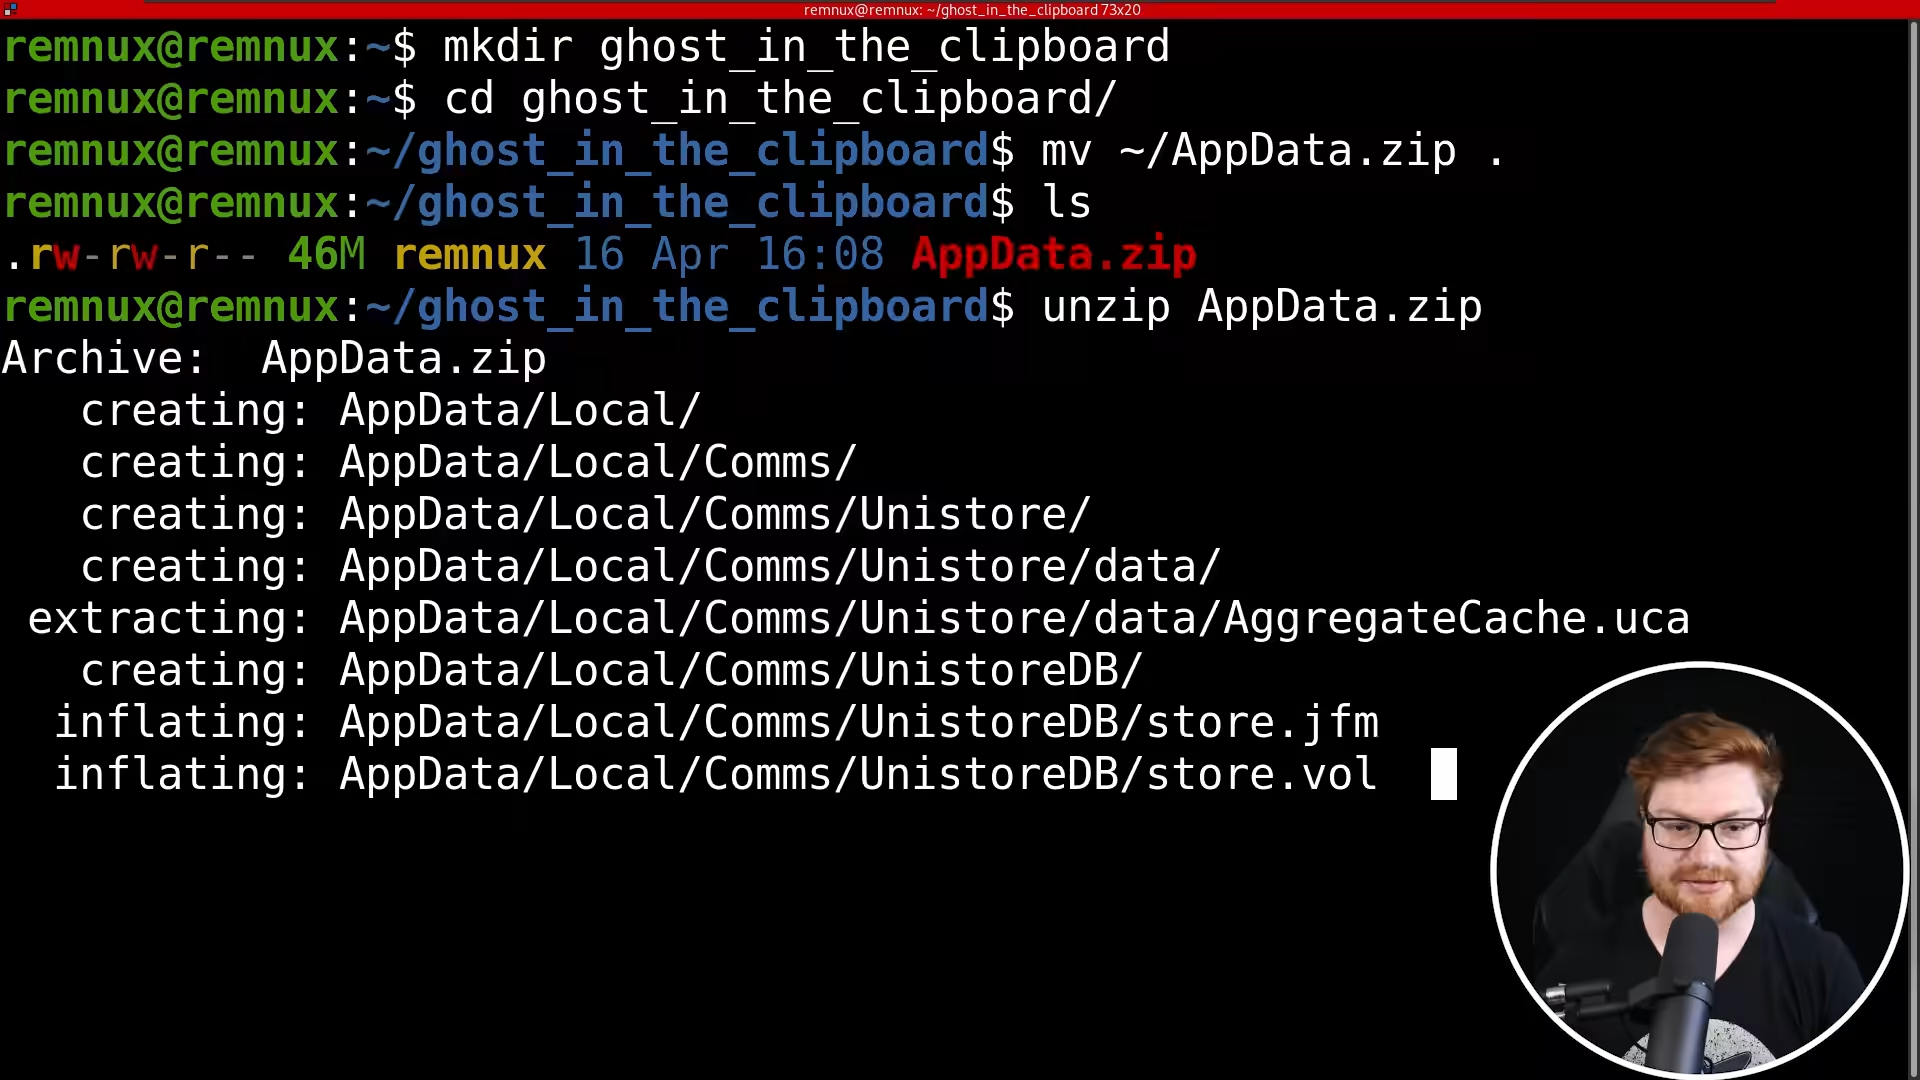 remnux@remnux: ~/ghost_in_the_clipboard 73x20
remnux@remnux:~$ mkdir ghost_in_the_clipboard
remnux@remnux:~$ cd ghost_in_the_clipboard/
remnux@remnux:~/ghost_in_the_clipboard$ mv ~/AppData.zip .
remnux@remnux:~/ghost_in_the_clipboard$ ls
.rw-rw-r-- 46M remnux 16 Apr 16:08 AppData.zip
remnux@remnux:~/ghost_in_the_clipboard$ unzip AppData.zip
Archive:  AppData.zip
   creating: AppData/Local/
   creating: AppData/Local/Comms/
   creating: AppData/Local/Comms/Unistore/
   creating: AppData/Local/Comms/Unistore/data/
 extracting: AppData/Local/Comms/Unistore/data/AggregateCache.uca
   creating: AppData/Local/Comms/UnistoreDB/
  inflating: AppData/Local/Comms/UnistoreDB/store.jfm
  inflating: AppData/Local/Comms/UnistoreDB/store.vol